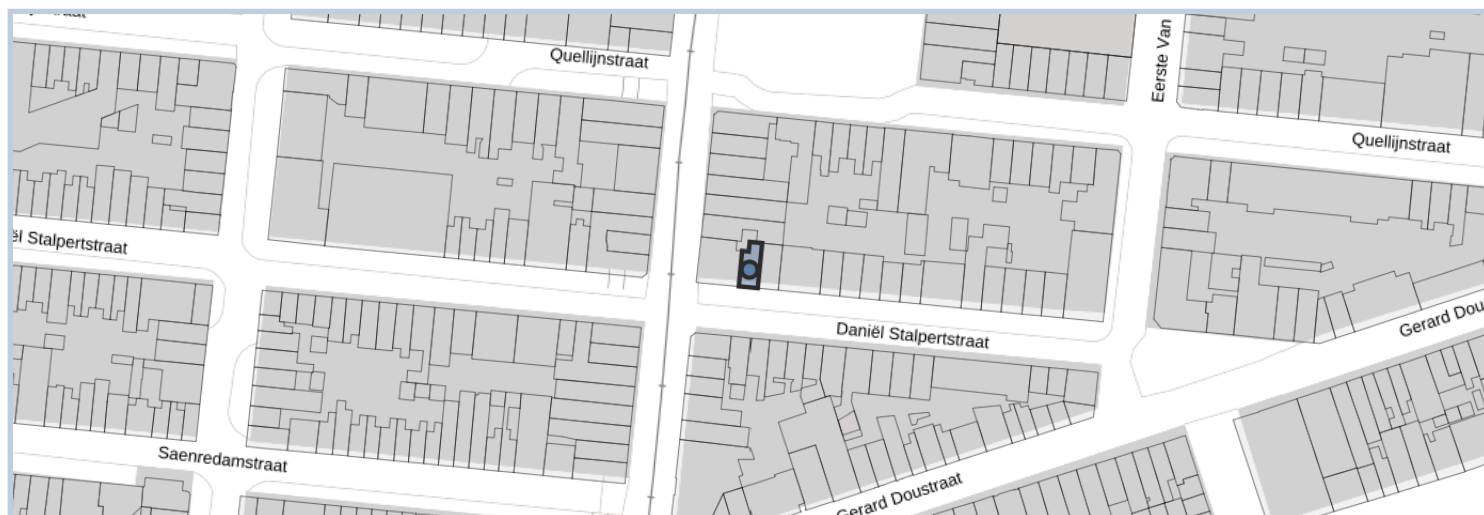 Quellijnstraat
Eerste Van
Quellijnstraat
ël Stalpertstraat
Daniël Stalpertstraat
Gerard Dou
Saenredamstraat
Gerard Doustraat